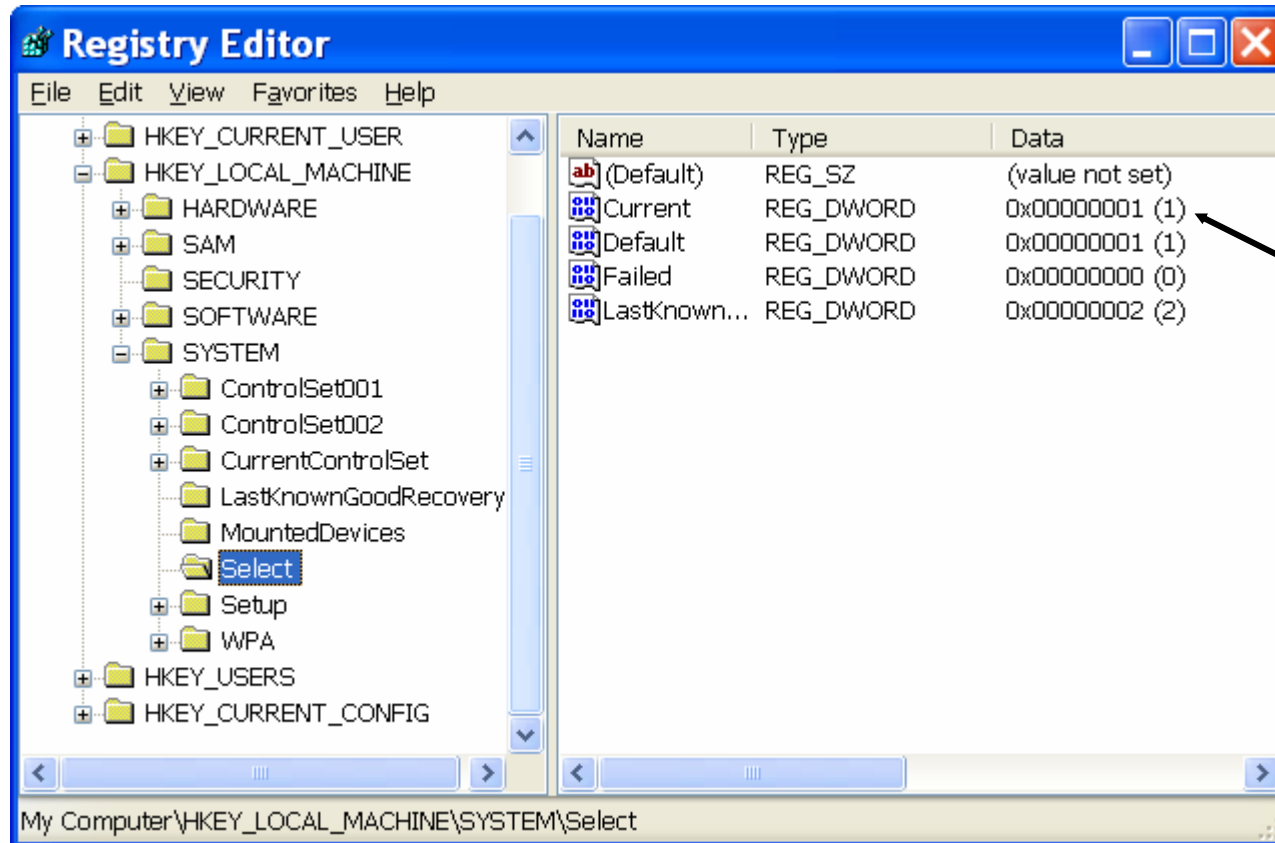 Registry Editor
File Edit View Favorites Help
HKEY_CURRENT_USER
HKEY_LOCAL_MACHINE
HARDWARE
SAM
SECURITY
SOFTWARE
SYSTEM
ControlSet001
ControlSet002
CurrentControlSet
LastKnownGoodRecovery
MountedDevices
Select
Setup
WPA
HKEY_USERS
HKEY_CURRENT_CONFIG
Name Type Data
(Default) REG_SZ (value not set)
Current REG_DWORD 0x00000001 (1)
Default REG_DWORD 0x00000001 (1)
Failed REG_DWORD 0x00000000 (0)
LastKnown... REG_DWORD 0x00000002 (2)
My Computer\HKEY_LOCAL_MACHINE\SYSTEM\Select